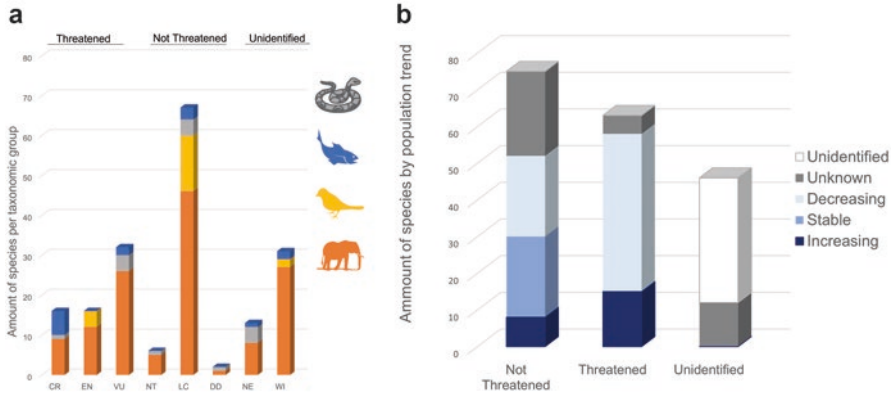 a
Threatened Not Threatened Unidentified
Amount of species per taxonomic group
80
70
60
50
40
30
20
10
0
CR EN VU NT LC DD NE WI
b
Ammount of species by population trend
80
70
60
50
40
30
20
10
0
Not Threatened Threatened Unidentified
Unidentified
Unknown
Decreasing
Stable
Increasing